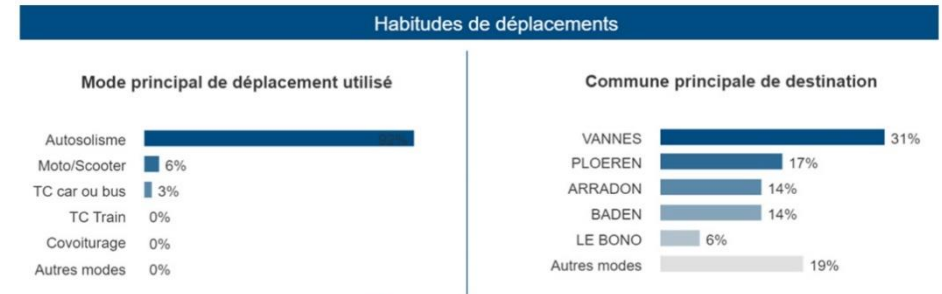 Habitudes de déplacements
Mode principal de déplacement utilisé
Autosolisme
Moto/Scooter 6%
TC car ou bus 3%
TC Train 0%
Covoiturage 0%
Autres modes 0%
Commune principale de destination
VANNES 31%
PLOEREN 17%
ARRADON 14%
BADEN 14%
LE BONO 6%
Autres modes 19%